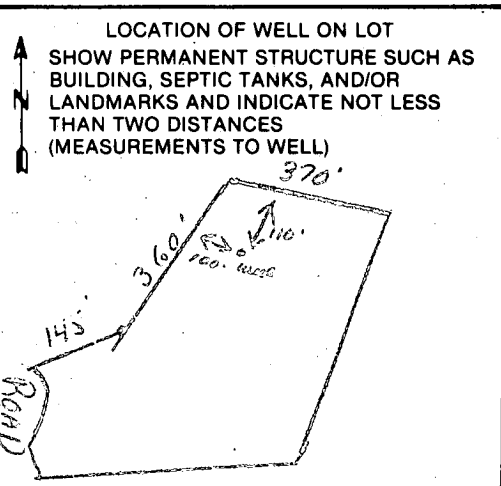 LOCATION OF WELL ON LOT
SHOW PERMANENT STRUCTURE SUCH AS
BUILDING, SEPTIC TANKS, AND/OR
N LANDMARKS AND INDICATE NOT LESS
THAN TWO DISTANCES
(MEASUREMENTS TO WELL)
370'
110'
100' well
360'
145'
ROAD